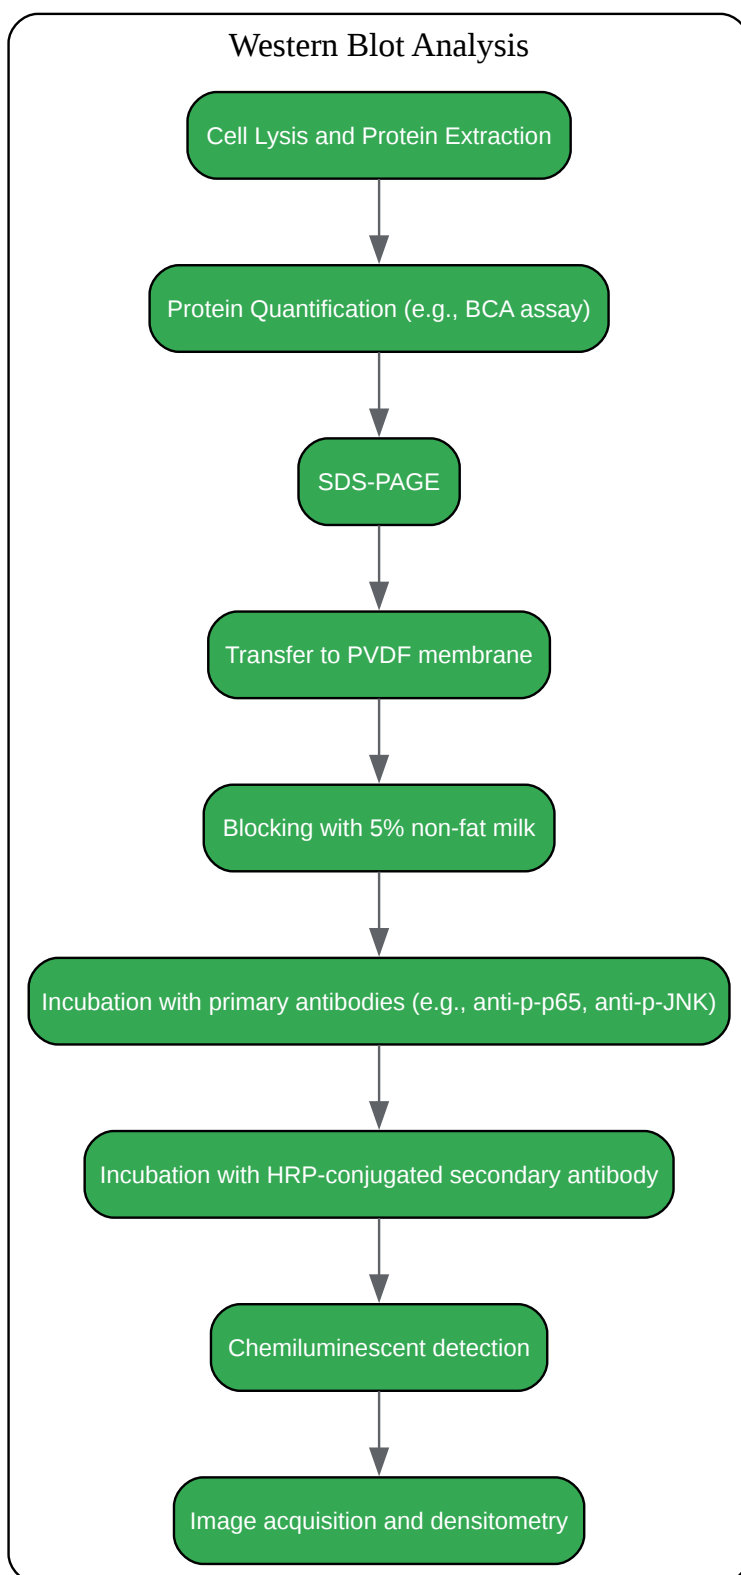 Western Blot Analysis
Cell Lysis and Protein Extraction
Protein Quantification (e.g., BCA assay)
SDS-PAGE
Transfer to PVDF membrane
Blocking with 5% non-fat milk
Incubation with primary antibodies (e.g., anti-p-p65, anti-p-JNK)
Incubation with HRP-conjugated secondary antibody
Chemiluminescent detection
Image acquisition and densitometry